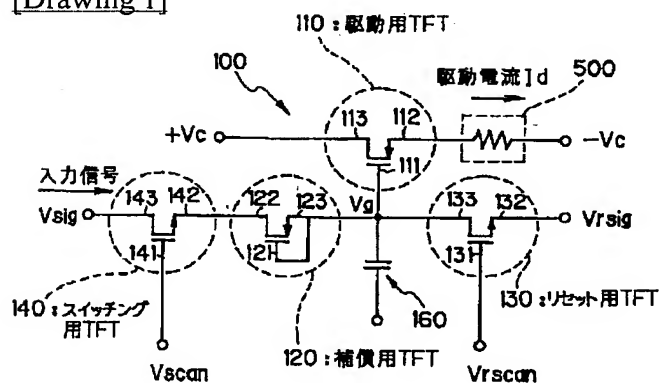 [Drawing 1]
110:駆動用TFT
100
駆動電流Id
500
113
112
+Vc
-Vc
111
入力信号
143
142
122
123
Vg
133
132
Vsig
Vrsig
141
121
131
140:スイッチング
用TFT
160
130:リセット用TFT
Vscan
120:補償用TFT
Vrscan